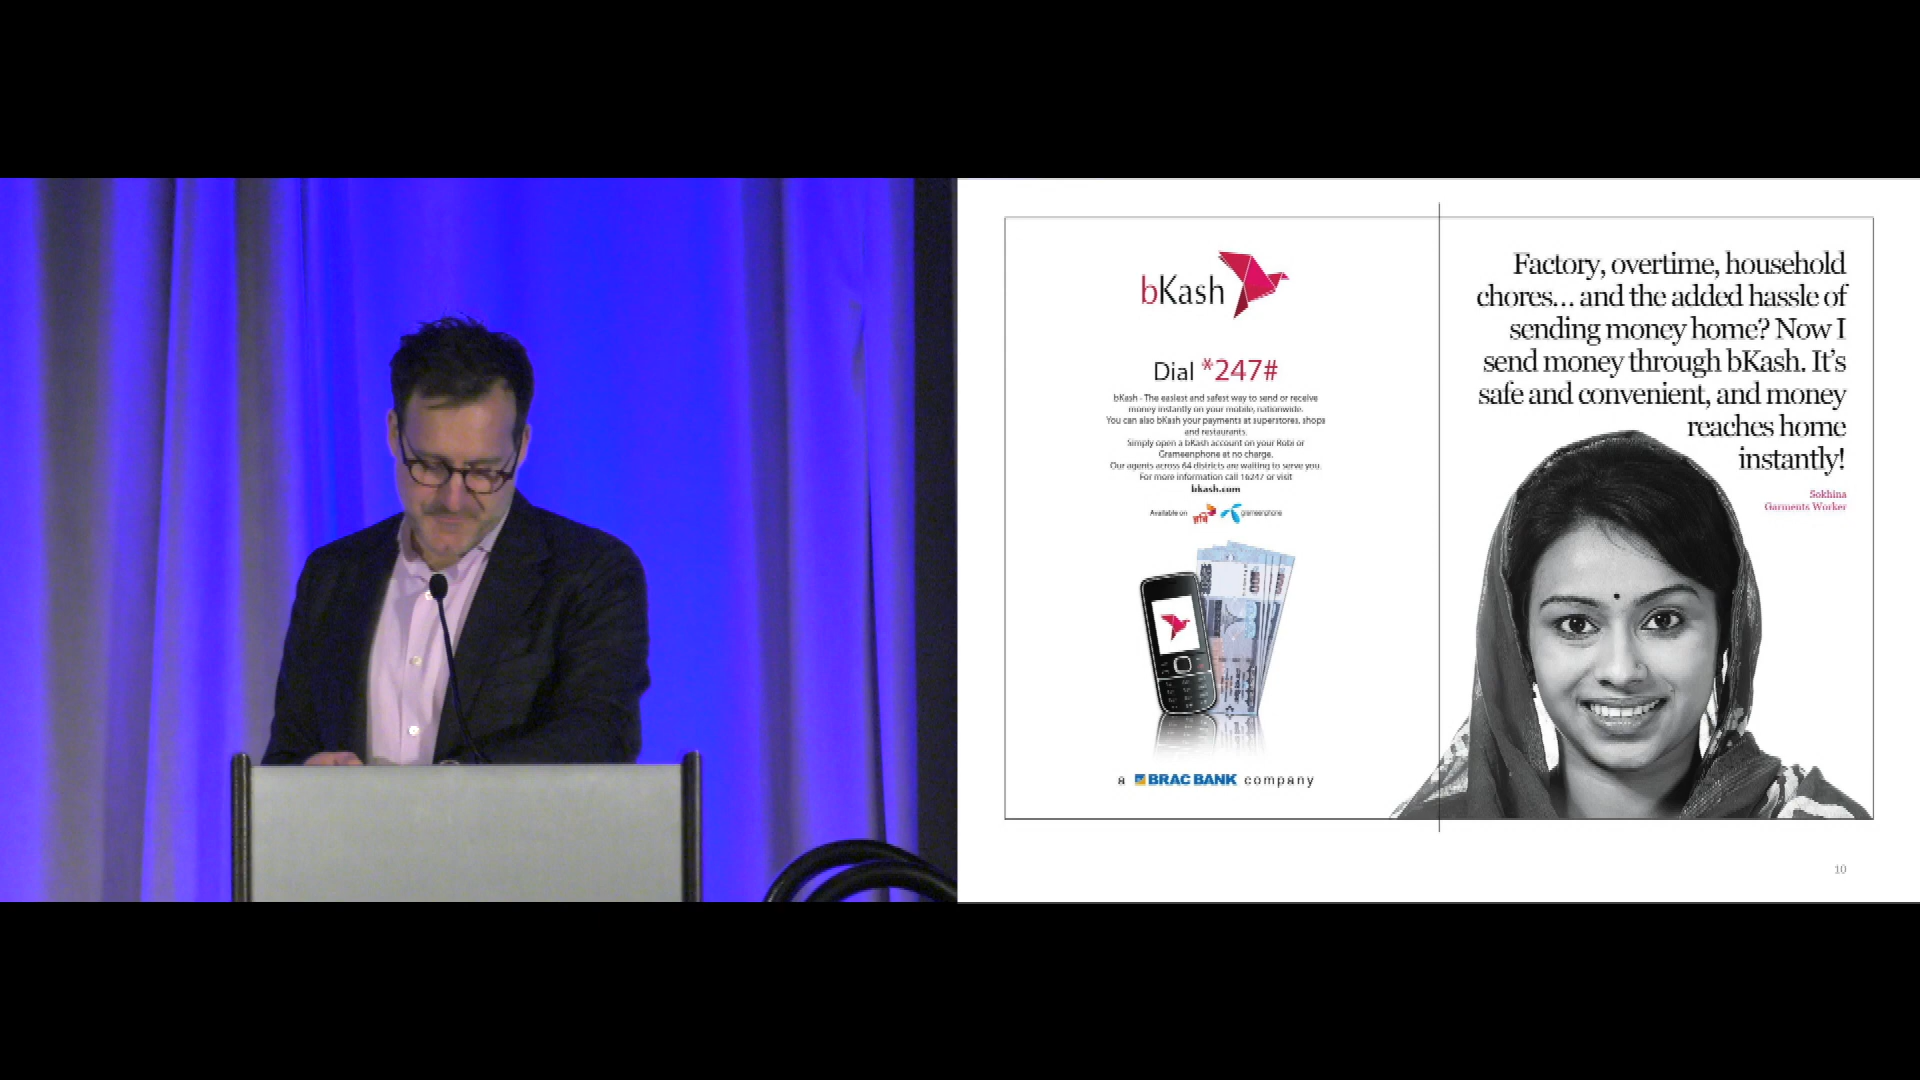 bKash
Dial *247#
bKash - The easiest and safest way to send or receive
money instantly on your mobile, nationwide.
You can also bKash your payments at superstores, shops
and restaurants.
Simply open a bKash account on your Robi or
Grameenphone at no charge.
Our agents across 64 districts are waiting to serve you.
For more information call 16247 or visit
bkash.com
Available on
grameenphone
a BRAC BANK company
Factory, overtime, household
chores... and the added hassle of
sending money home? Now I
send money through bKash. It's
safe and convenient, and money
reaches home
instantly!
Sokhina
Garments Worker
10